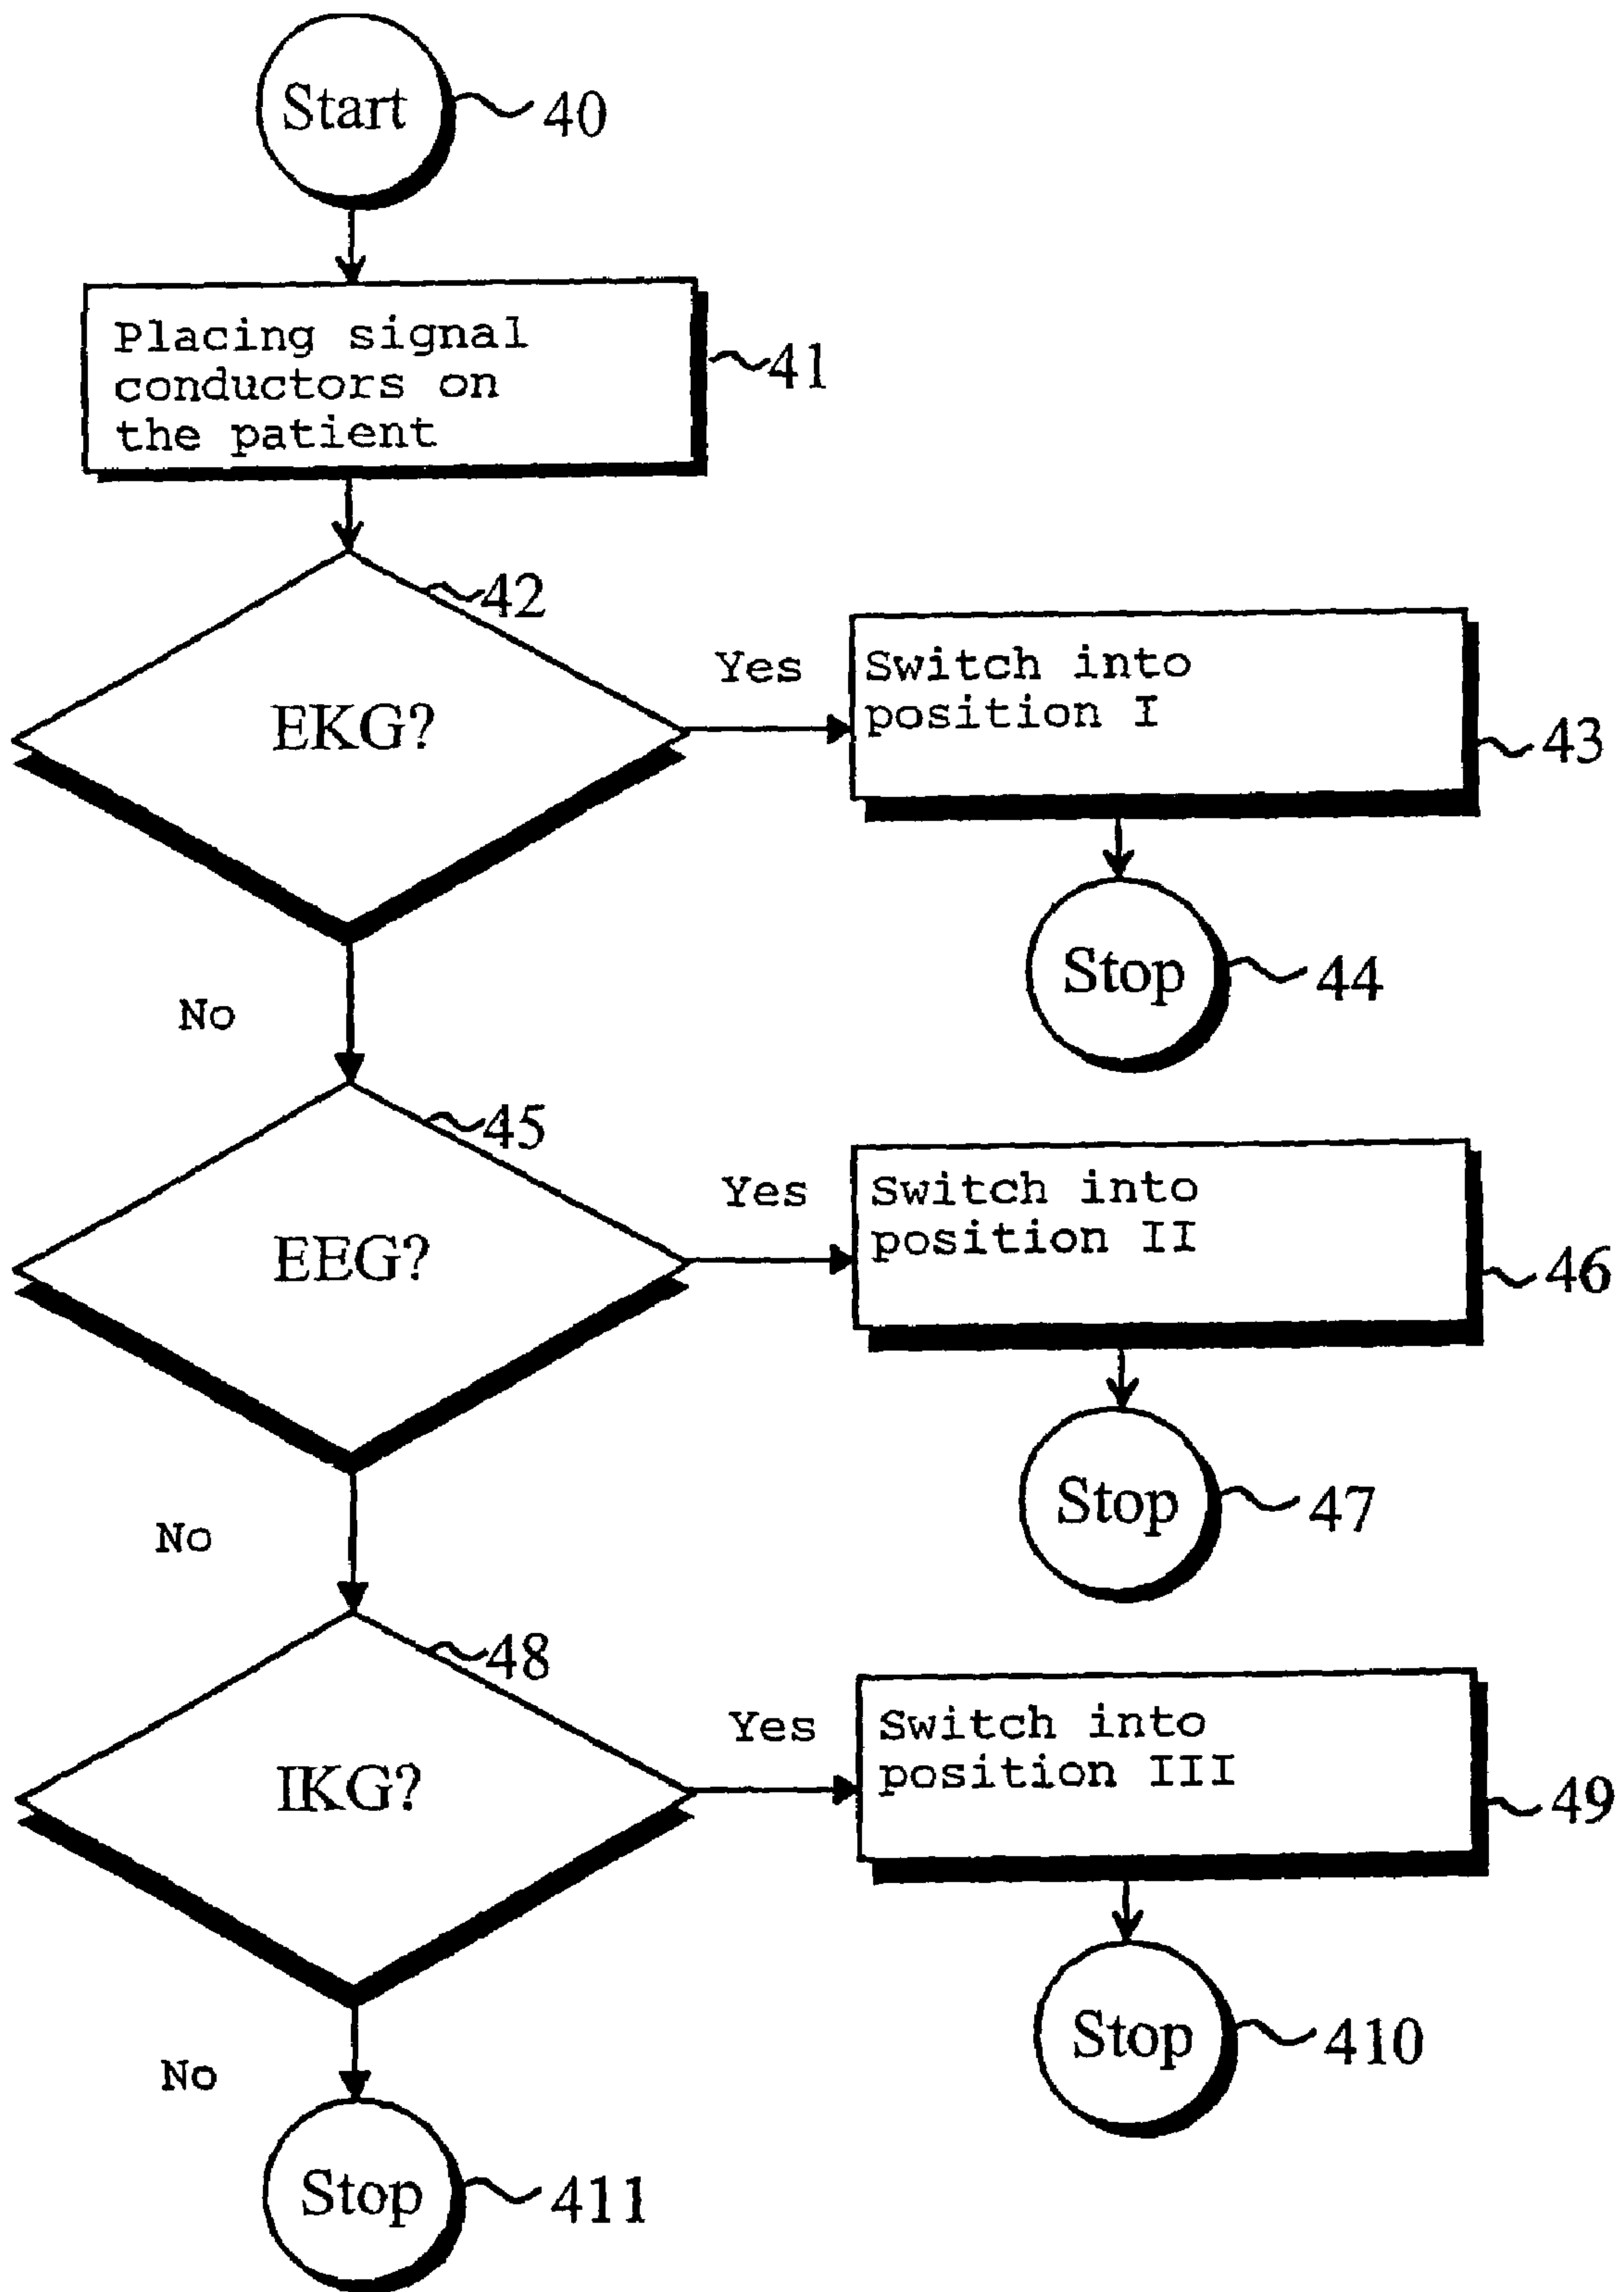 Start
40
Placing signal
conductors on
the patient
41
42
EKG?
Yes
Switch into
position I
43
Stop
44
No
45
EEG?
Yes
Switch into
position II
46
Stop
47
No
48
IKG?
Yes
Switch into
position III
49
Stop
410
No
Stop
411